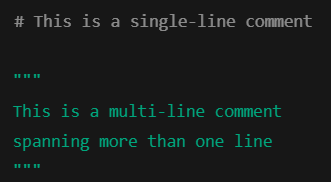 # This is a single-line comment
"""
This is a multi-line comment
spanning more than one line
"""